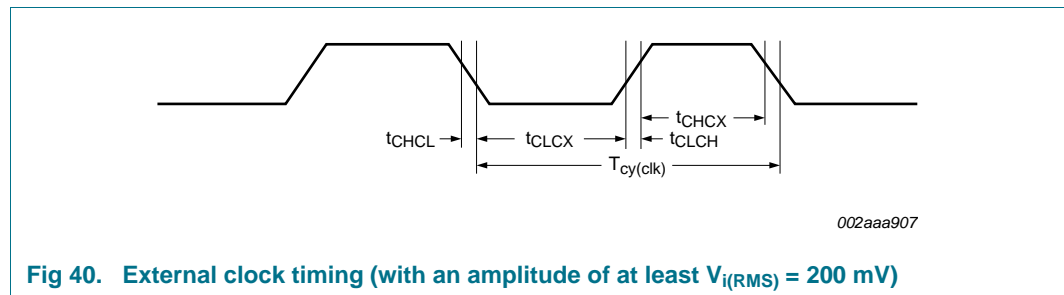 tCHCX
tCHCL tCLCX tCLCH
Tcy(clk)
002aaa907
Fig 40. External clock timing (with an amplitude of at least Vi(RMS) = 200 mV)